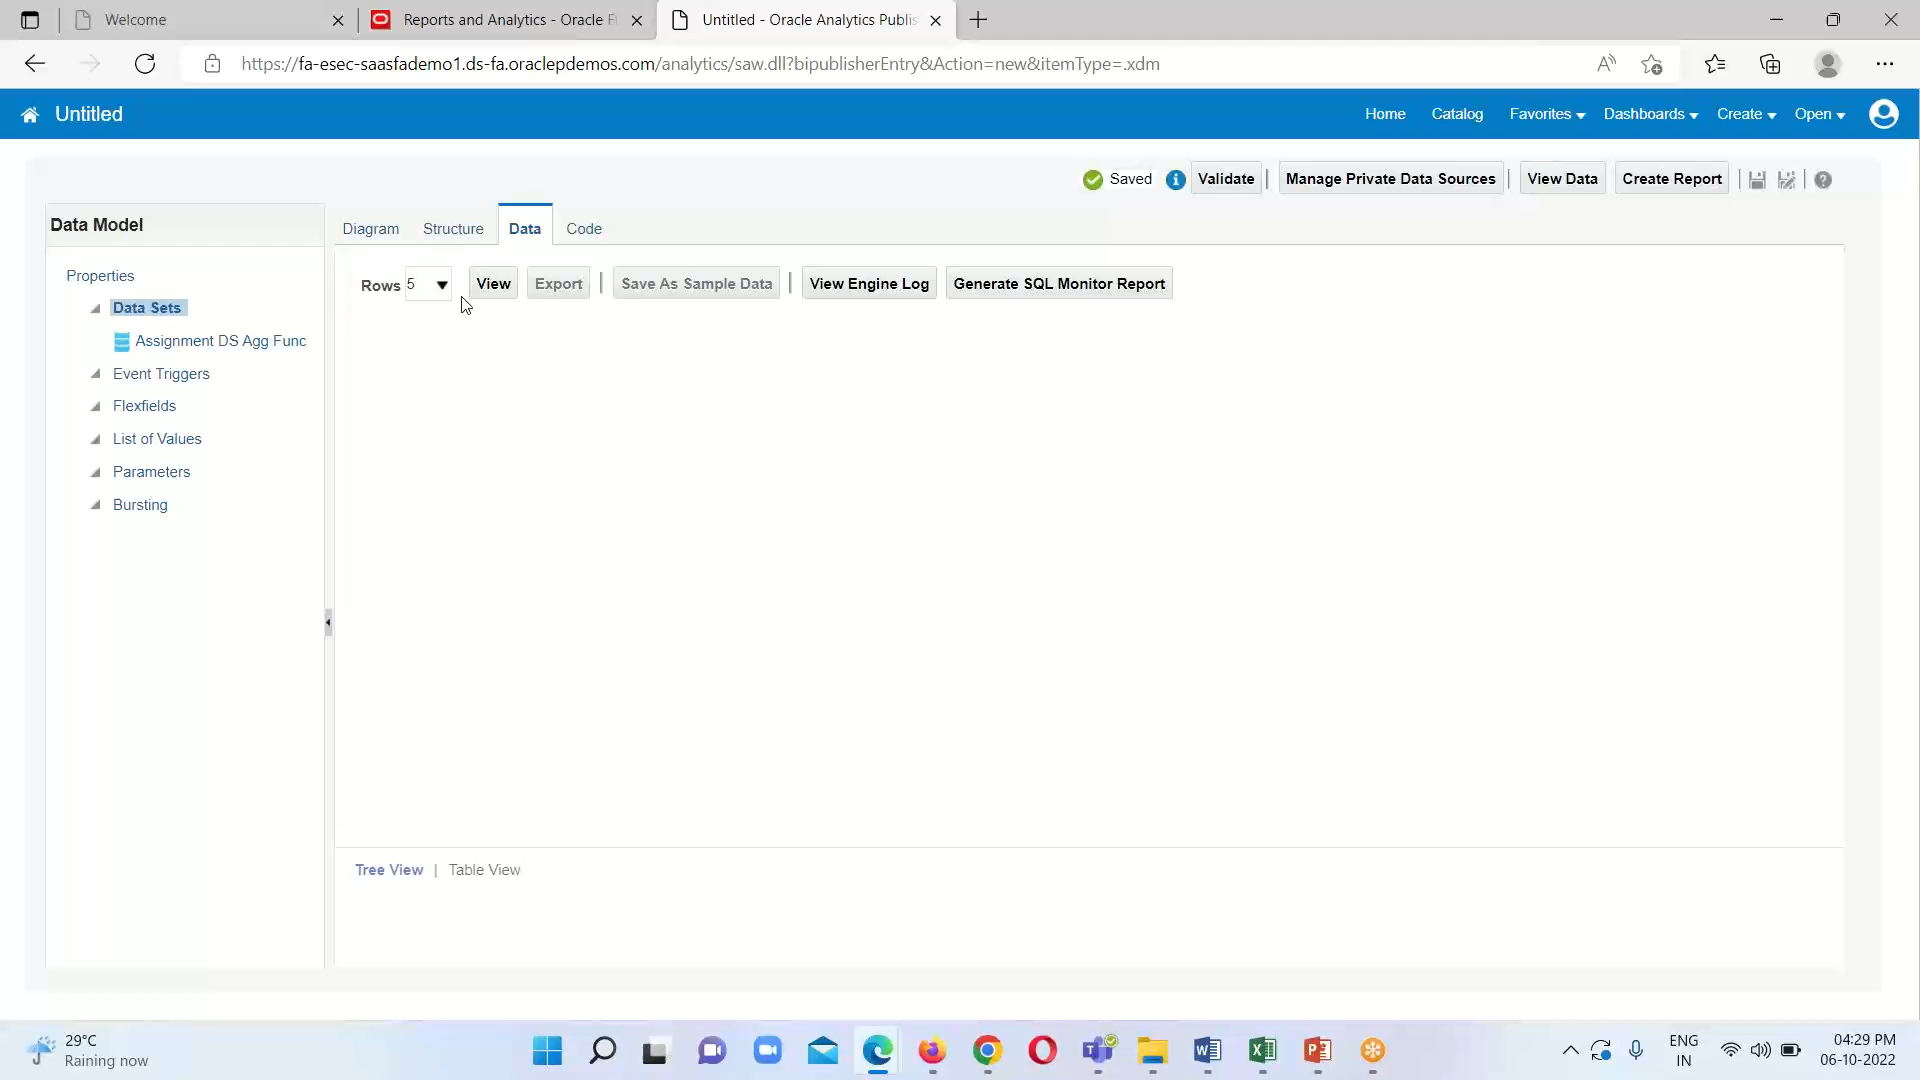 Welcome
Reports and Analytics - Oracle F
Untitled - Oracle Analytics Publis
https://fa-esec-saasfademo1.ds-fa.oraclepdemos.com/analytics/saw.dll?bipublisherEntry&Action=new&itemType=.xdm
Untitled
Home Catalog Favorites Dashboards Create Open
Saved Validate Manage Private Data Sources View Data Create Report
Data Model
Diagram Structure Data Code
Properties
Data Sets
Assignment DS Agg Func
Event Triggers
Flexfields
List of Values
Parameters
Bursting
Rows 5 View Export Save As Sample Data View Engine Log Generate SQL Monitor Report
Tree View | Table View
29°C
Raining now
ENG
IN
04:29 PM
06-10-2022